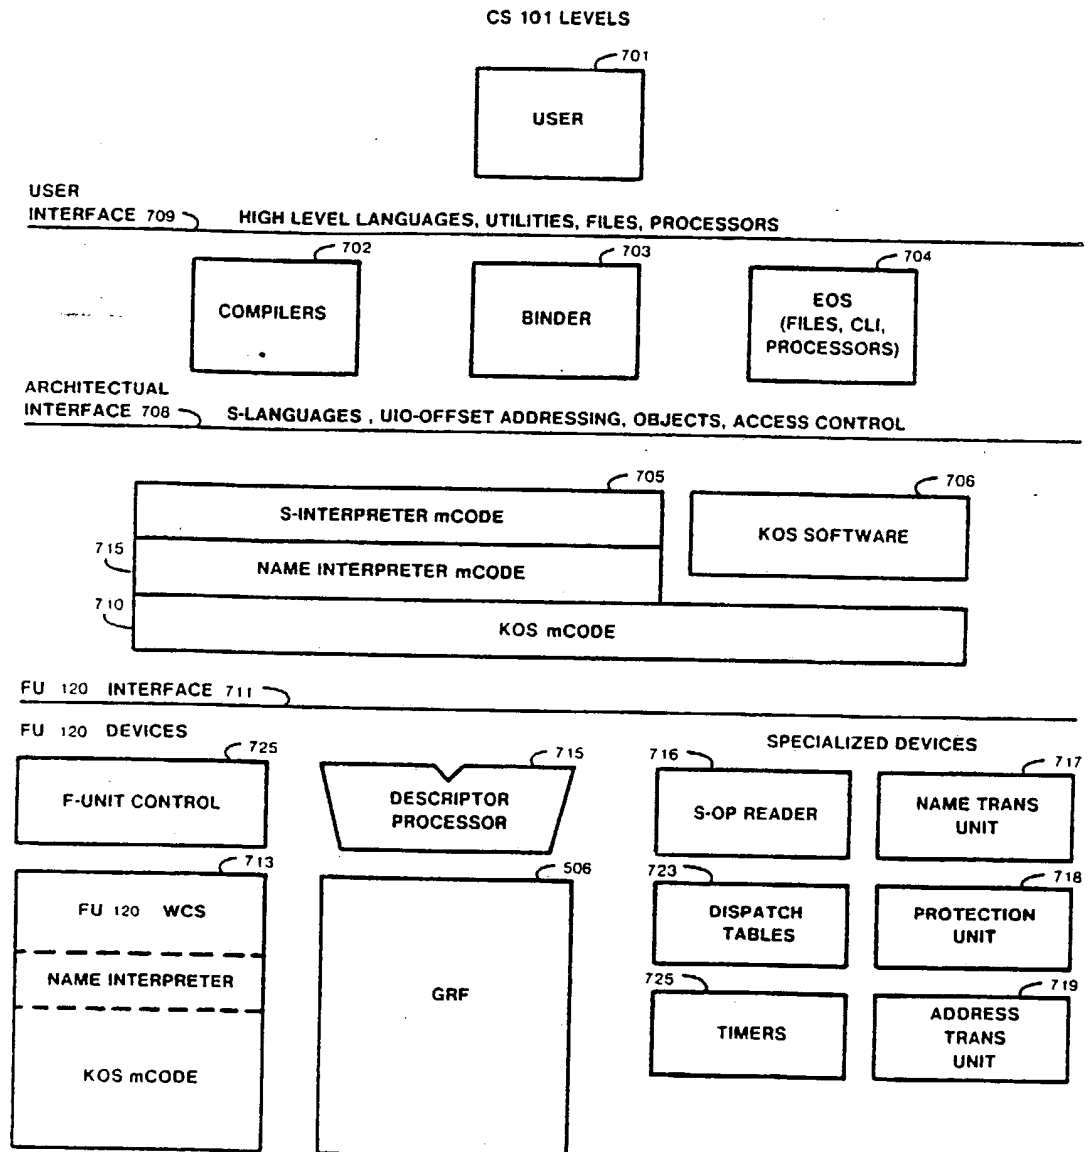 CS 101 LEVELS
701
USER
USER
INTERFACE 709
HIGH LEVEL LANGUAGES, UTILITIES, FILES, PROCESSORS
702
703
704
COMPILERS
BINDER
EOS
(FILES, CLI,
PROCESSORS)
ARCHITECTUAL
INTERFACE 708
S-LANGUAGES , UIO-OFFSET ADDRESSING, OBJECTS, ACCESS CONTROL
705
706
S-INTERPRETER mCODE
KOS SOFTWARE
715
NAME INTERPRETER mCODE
710
KOS mCODE
FU 120 INTERFACE 711
FU 120 DEVICES
SPECIALIZED DEVICES
725
715
716
717
F-UNIT CONTROL
DESCRIPTOR
PROCESSOR
S-OP READER
NAME TRANS
UNIT
713
506
723
718
FU 120 WCS
DISPATCH
TABLES
PROTECTION
UNIT
NAME INTERPRETER
GRF
725
719
TIMERS
ADDRESS
TRANS
UNIT
KOS mCODE